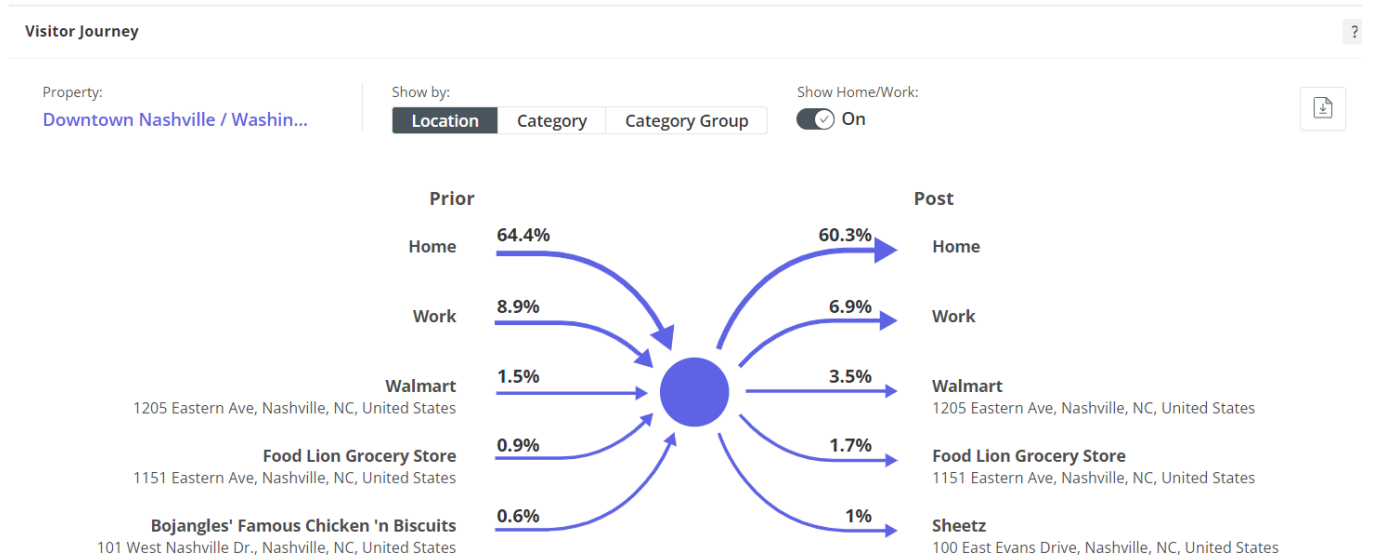 Visitor Journey
?
Property:
Downtown Nashville / Washin...
Show by:
Location
Category
Category Group
Show Home/Work:
On
Prior
Post
Home
64.4%
60.3%
Home
Work
8.9%
6.9%
Work
Walmart
1205 Eastern Ave, Nashville, NC, United States
1.5%
3.5%
Walmart
1205 Eastern Ave, Nashville, NC, United States
Food Lion Grocery Store
1151 Eastern Ave, Nashville, NC, United States
0.9%
1.7%
Food Lion Grocery Store
1151 Eastern Ave, Nashville, NC, United States
Bojangles' Famous Chicken 'n Biscuits
101 West Nashville Dr., Nashville, NC, United States
0.6%
1%
Sheetz
100 East Evans Drive, Nashville, NC, United States